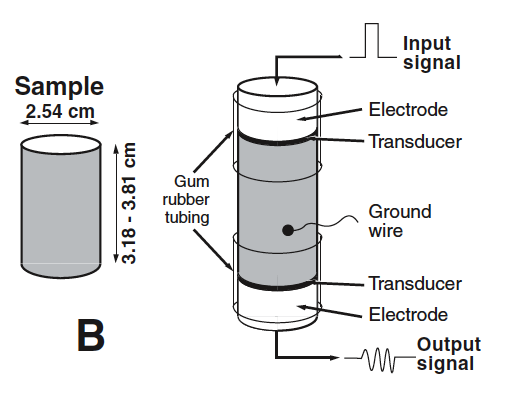 Input
signal
Sample
2.54 cm
Electrode
Transducer
3.18 - 3.81 cm
Gum
rubber
tubing
Ground
wire
Transducer
Electrode
B
Output
signal